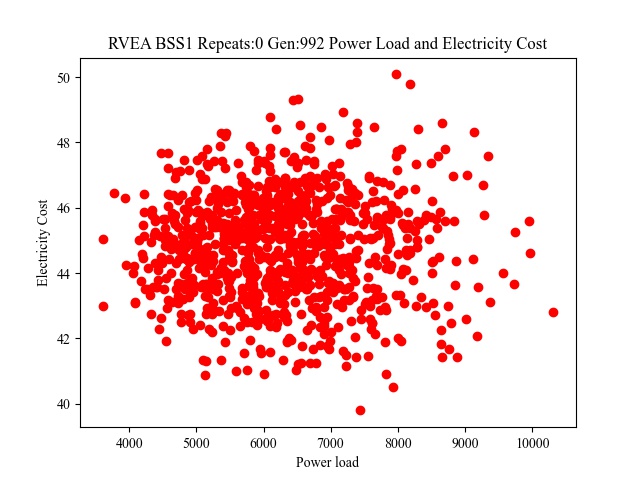 RVEA BSS1 Repeats:0 Gen:992 Power Load and Electricity Cost
50
48
46
44
42
40
Electricity Cost
4000 5000 6000 7000 8000 9000 10000
Power load